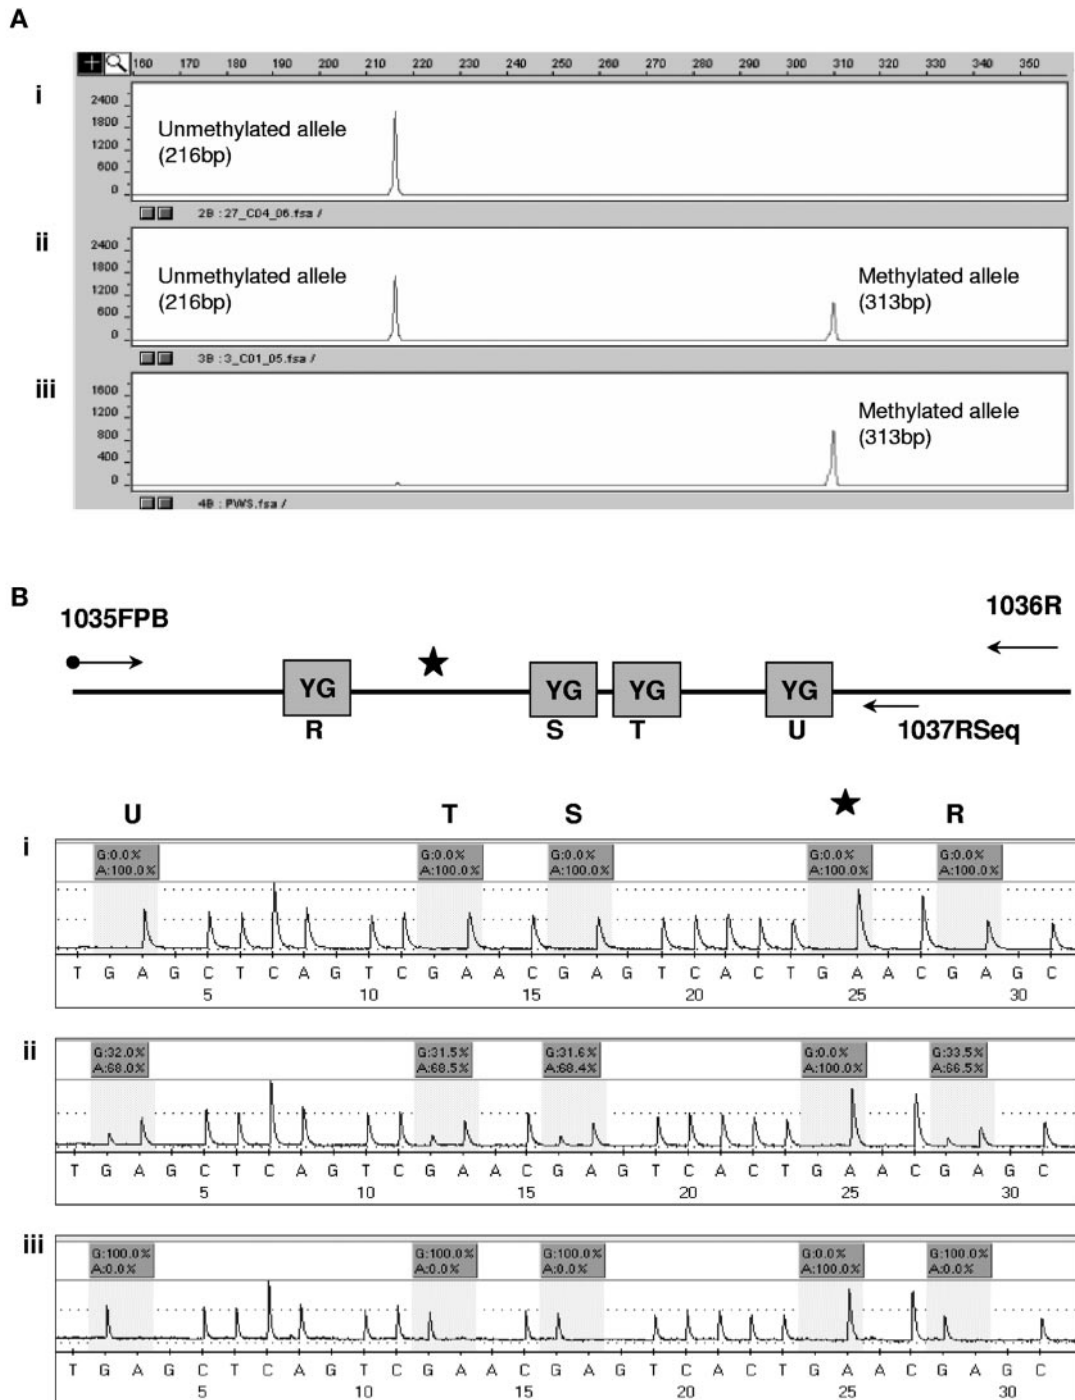 A
160 170 180 190 200 210 220 230 240 250 260 270 280 290 300 310 320 330 340 350
i
2400
1800
1200
600
0
Unmethylated allele
(216bp)
2B : 27_C04_06.fsa /
ii
2400
1800
1200
600
0
Unmethylated allele
(216bp)
Methylated allele
(313bp)
3B : 3_C01_05.fsa /
iii
1600
1200
800
400
0
Methylated allele
(313bp)
4B : PWS.fsa /
B
1035FPB
1036R
YG YG YG YG
R S T U
1037RSeq
U T S R
i
G:0.0% G:0.0% G:0.0% G:0.0% G:0.0%
A:100.0% A:100.0% A:100.0% A:100.0% A:100.0%
T G A G C T C A G T C G A A C G A G T C A C T G A A C G A G C
5 10 15 20 25 30
ii
G:32.0% G:31.5% G:31.6% G:0.0% G:33.5%
A:68.0% A:68.5% A:68.4% A:100.0% A:66.5%
T G A G C T C A G T C G A A C G A G T C A C T G A A C G A G C
5 10 15 20 25 30
iii
G:100.0% G:100.0% G:100.0% G:0.0% G:100.0%
A:0.0% A:0.0% A:0.0% A:100.0% A:0.0%
T G A G C T C A G T C G A A C G A G T C A C T G A A C G A G C
5 10 15 20 25 30